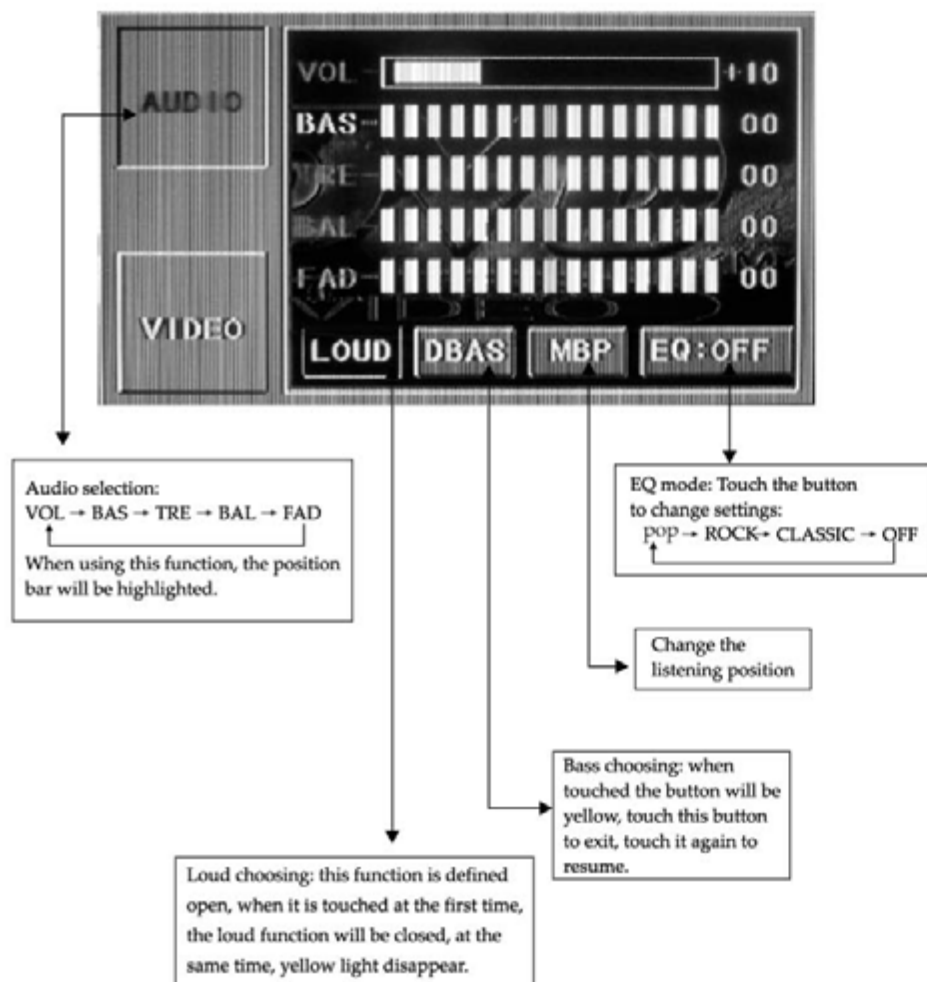 AUDIO
VIDEO
VOL +10
BAS 00
TRE 00
BAL 00
FAD 00
LOUD DBAS MBP EQ:OFF
Audio selection:
VOL → BAS → TRE → BAL → FAD
When using this function, the position
bar will be highlighted.
EQ mode: Touch the button
to change settings:
pop → ROCK → CLASSIC → OFF
Change the
listening position
Bass choosing: when
touched the button will be
yellow, touch this button
to exit, touch it again to
resume.
Loud choosing: this function is defined
open, when it is touched at the first time,
the loud function will be closed, at the
same time, yellow light disappear.